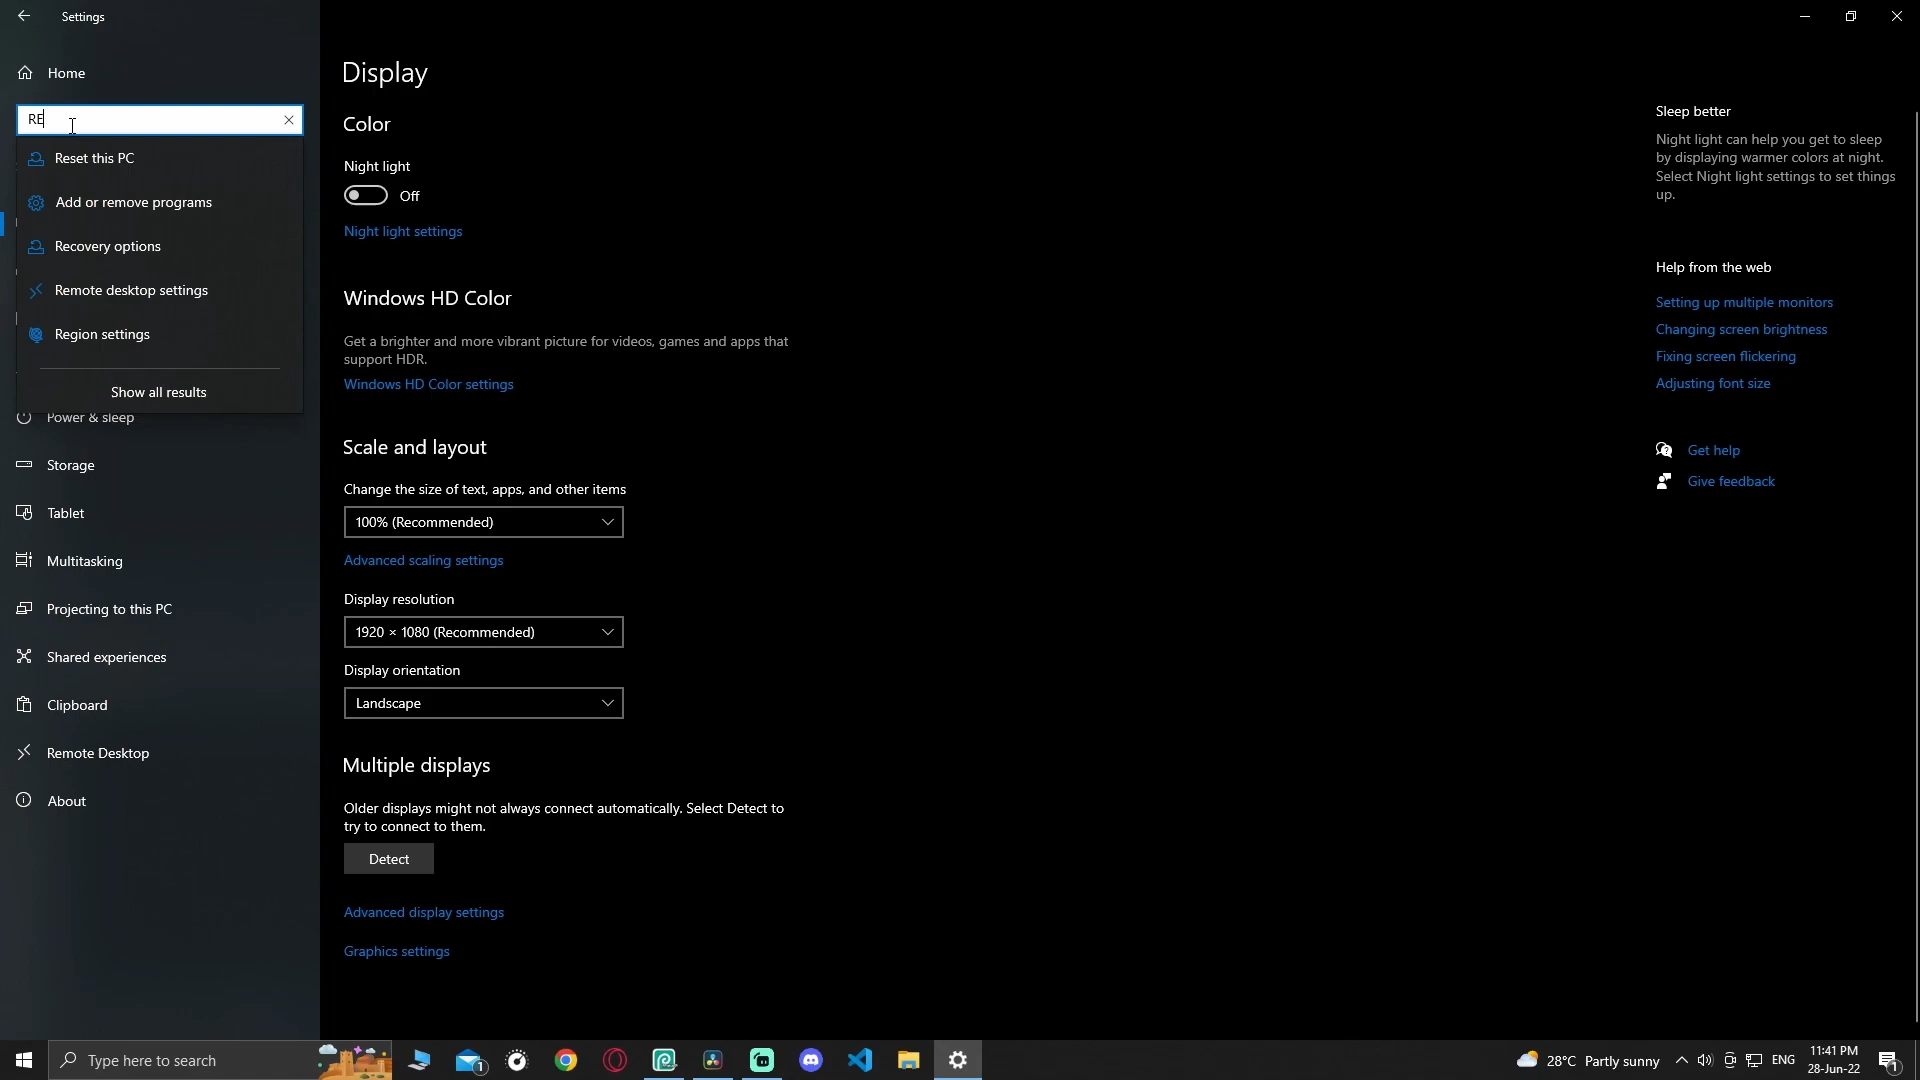 Settings
Home
RE
Reset this PC
Add or remove programs
Recovery options
Remote desktop settings
Region settings
Show all results
Power & sleep
Storage
Tablet
Multitasking
Projecting to this PC
Shared experiences
Clipboard
Remote Desktop
About
Display
Color
Night light
Off
Night light settings
Windows HD Color
Get a brighter and more vibrant picture for videos, games and apps that
support HDR.
Windows HD Color settings
Scale and layout
Change the size of text, apps, and other items
100% (Recommended)
Advanced scaling settings
Display resolution
1920 × 1080 (Recommended)
Display orientation
Landscape
Multiple displays
Older displays might not always connect automatically. Select Detect to
try to connect to them.
Detect
Advanced display settings
Graphics settings
Sleep better
Night light can help you get to sleep
by displaying warmer colors at night.
Select Night light settings to set things
up.
Help from the web
Setting up multiple monitors
Changing screen brightness
Fixing screen flickering
Adjusting font size
Get help
Give feedback
Type here to search
1
28°C Partly sunny
ENG
11:41 PM
28-Jun-22
1